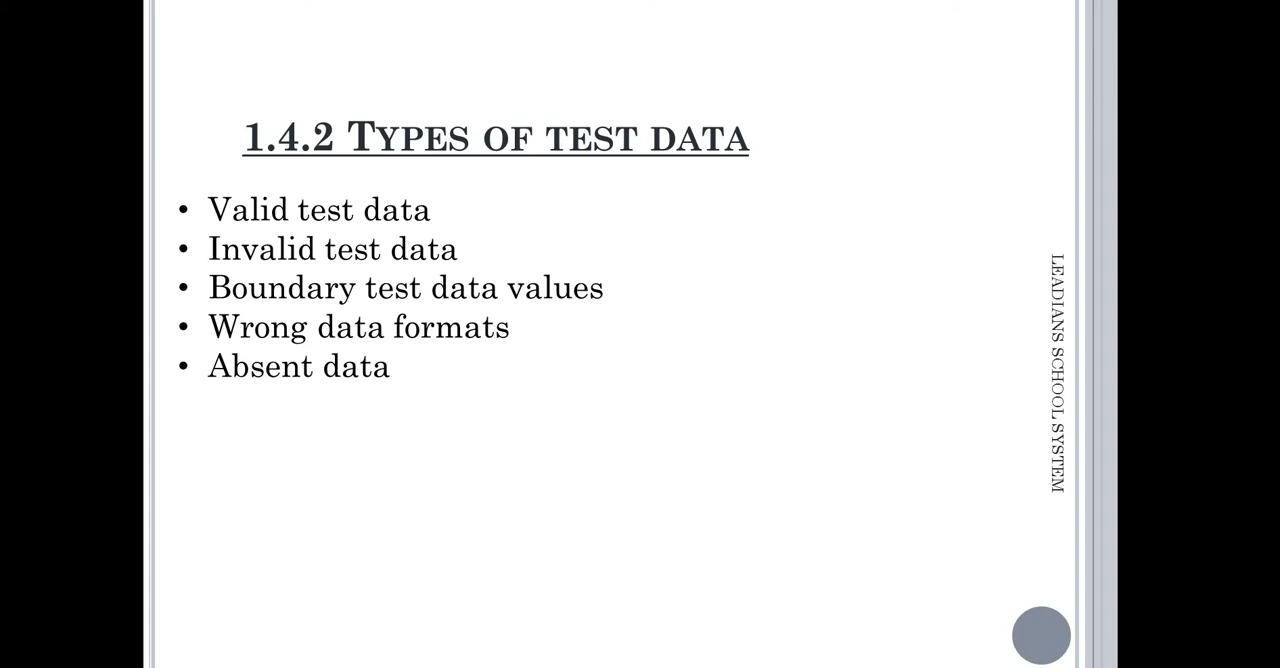 1.4.2 TYPES OF TEST DATA
• Valid test data
• Invalid test data
• Boundary test data values
• Wrong data formats
• Absent data
LEADIANS SCHOOL SYSTEM